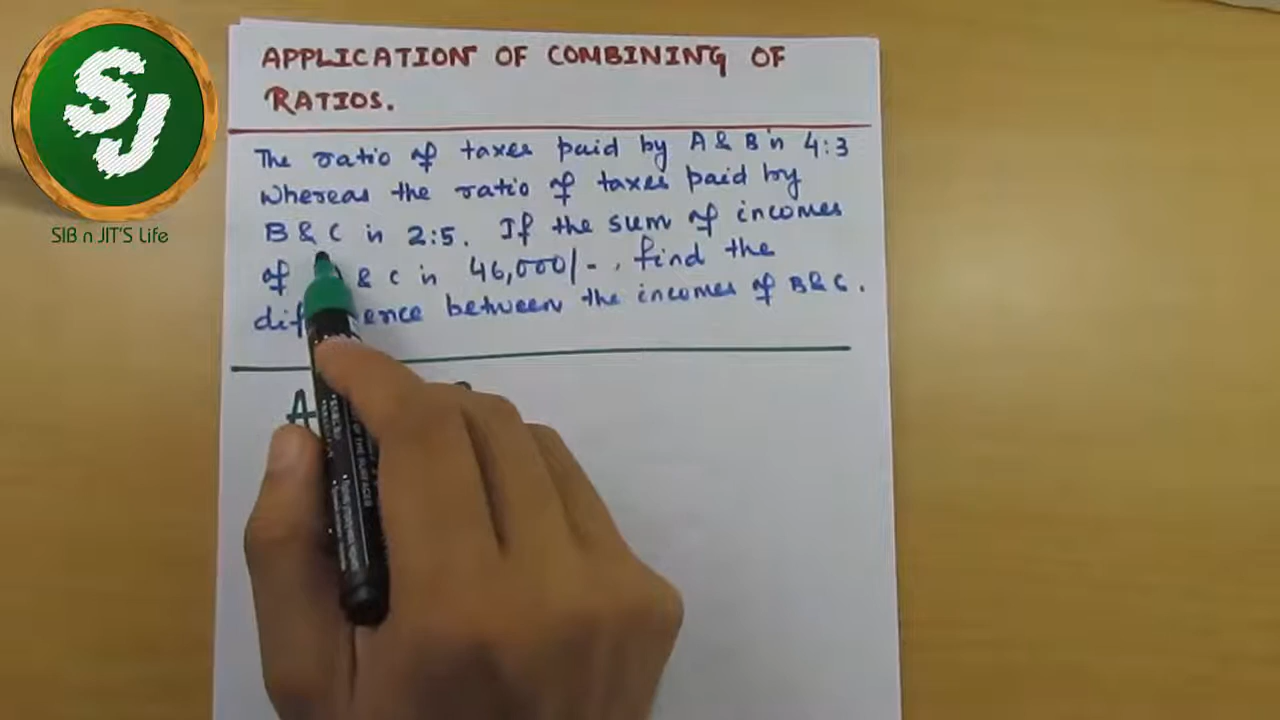 SJ
SIB n JIT'S Life
APPLICATION OF COMBINING OF
RATIOS.
The ratio of taxes paid by A & B is 4:3
Whereas the ratio of taxes paid by
B & C is 2:5. If the sum of incomes
of & C is 46,000/-, find the
difference between the incomes of B & C.
A